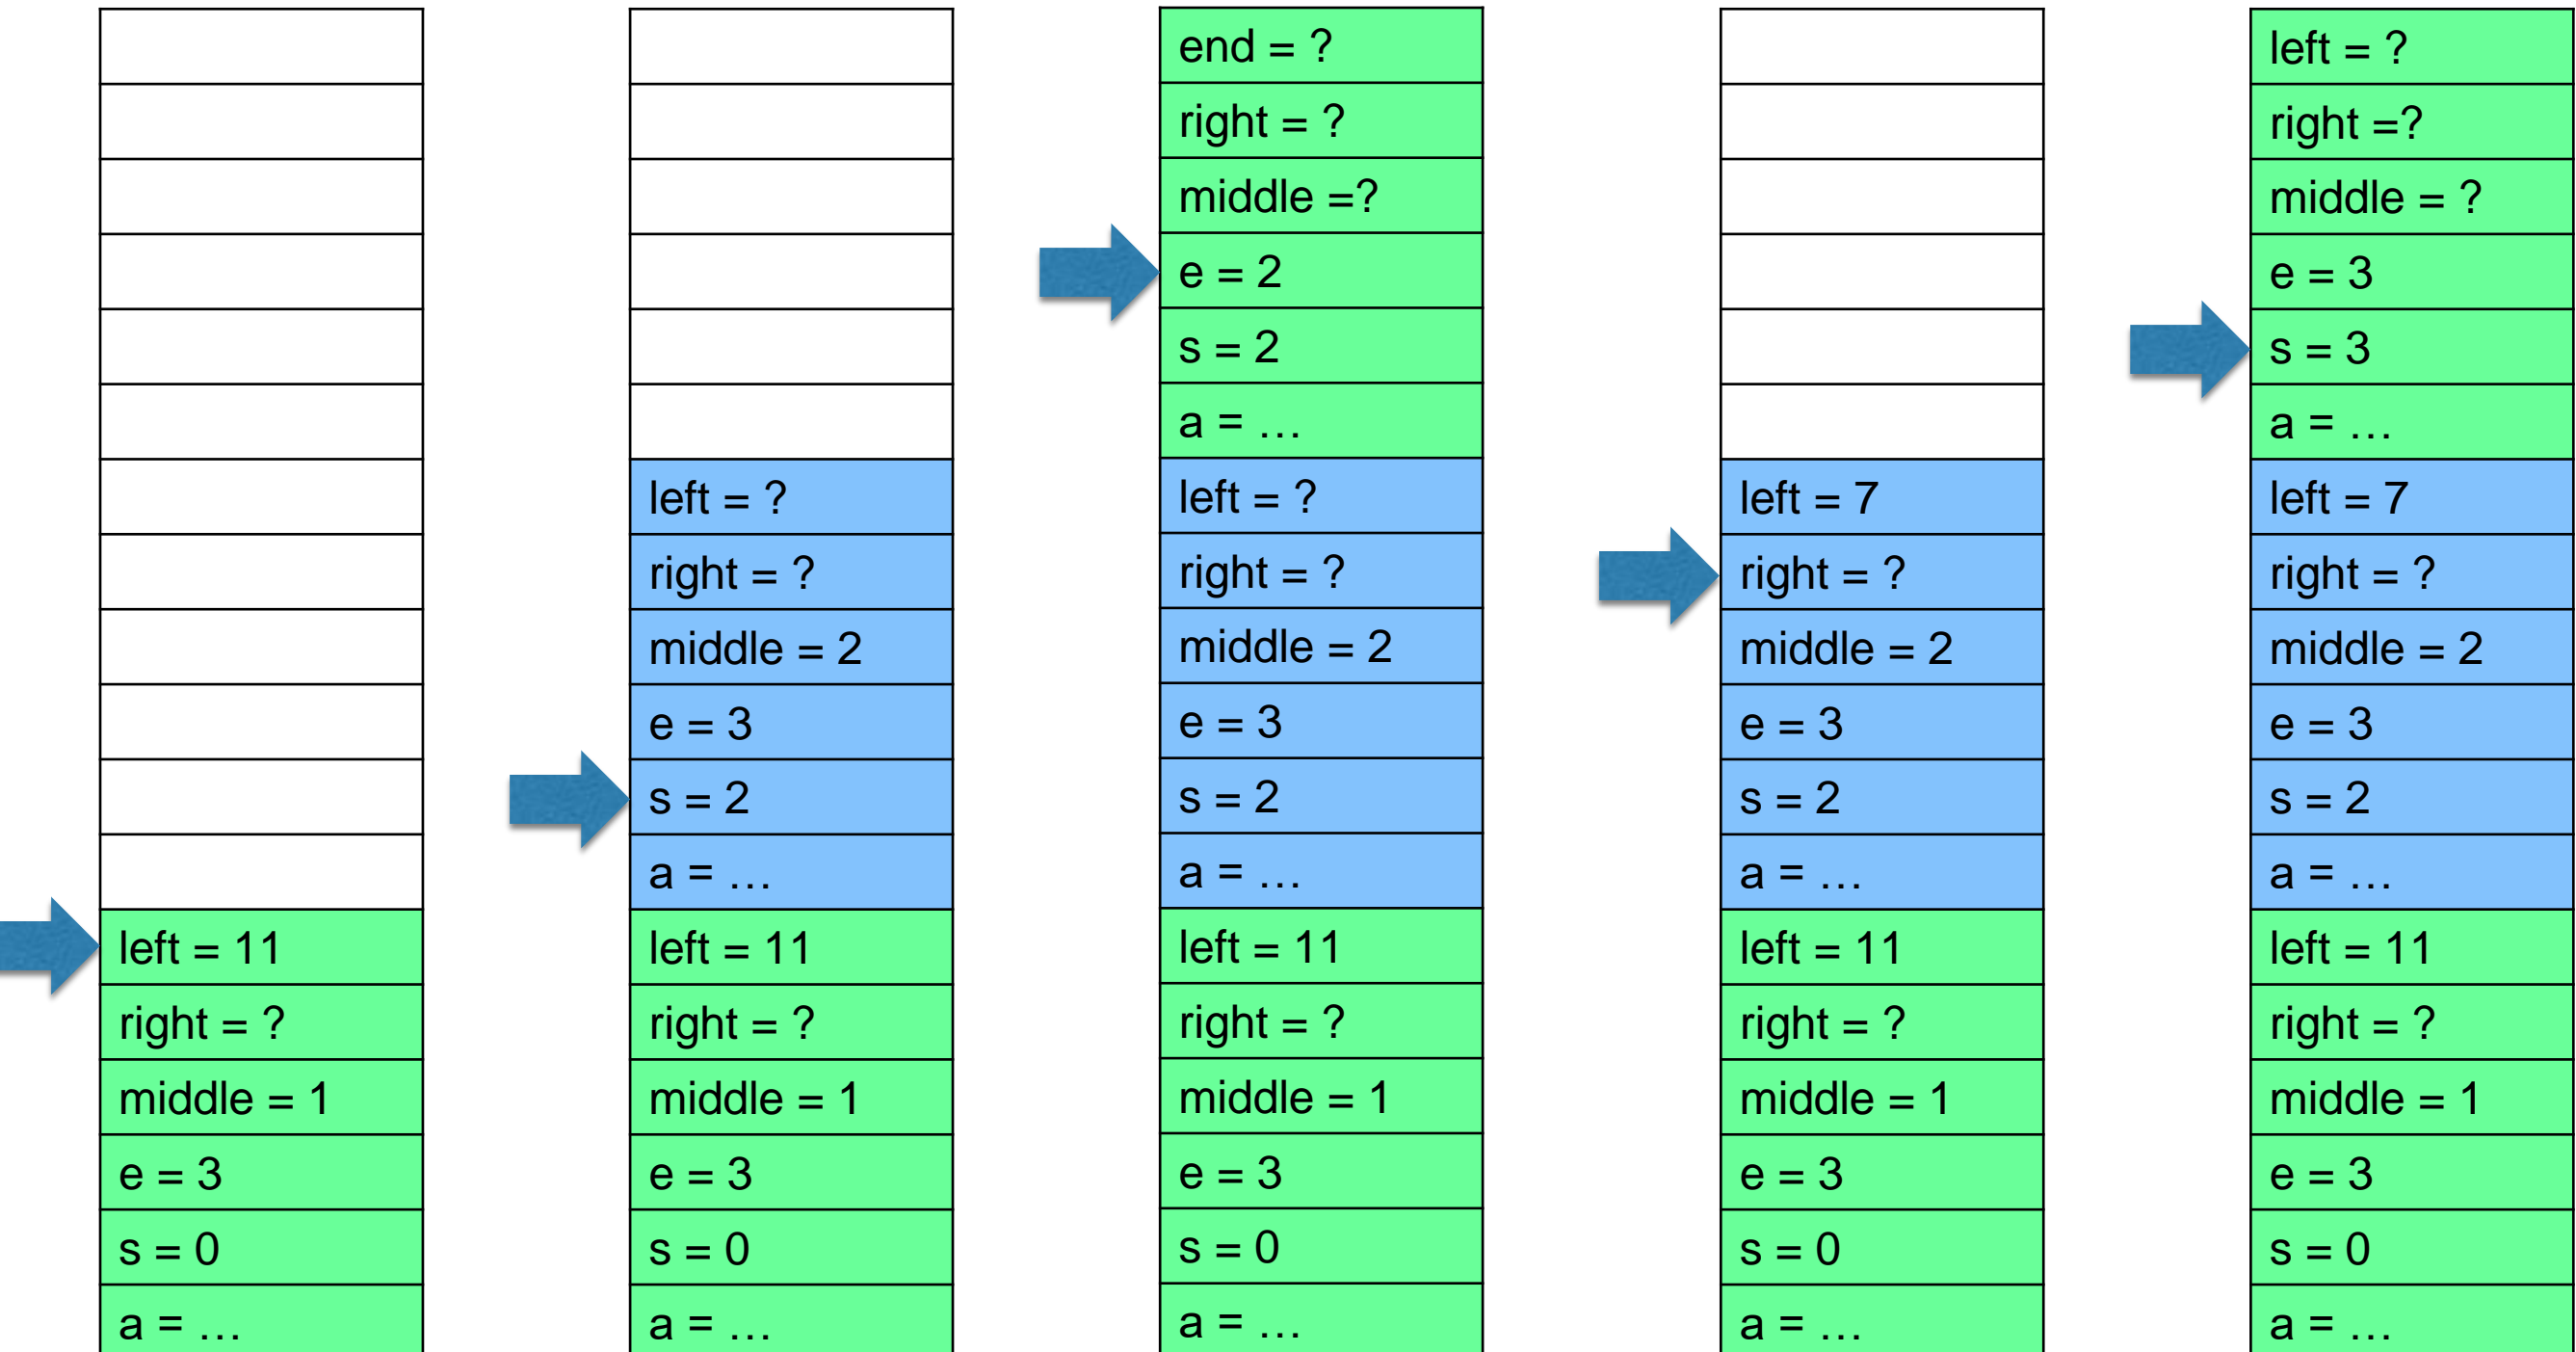 left = 11
right = ?
middle = 1
e = 3
s = 0
a = …
left = ?
right = ?
middle = 2
e = 3
s = 2
a = …
left = 11
right = ?
middle = 1
e = 3
s = 0
a = …
end = ?
right = ?
middle =?
e = 2
s = 2
a = …
left = ?
right = ?
middle = 2
e = 3
s = 2
a = …
left = 11
right = ?
middle = 1
e = 3
s = 0
a = …
left = 7
right = ?
middle = 2
e = 3
s = 2
a = …
left = 11
right = ?
middle = 1
e = 3
s = 0
a = …
left = ?
right =?
middle = ?
e = 3
s = 3
a = …
left = 7
right = ?
middle = 2
e = 3
s = 2
a = …
left = 11
right = ?
middle = 1
e = 3
s = 0
a = …